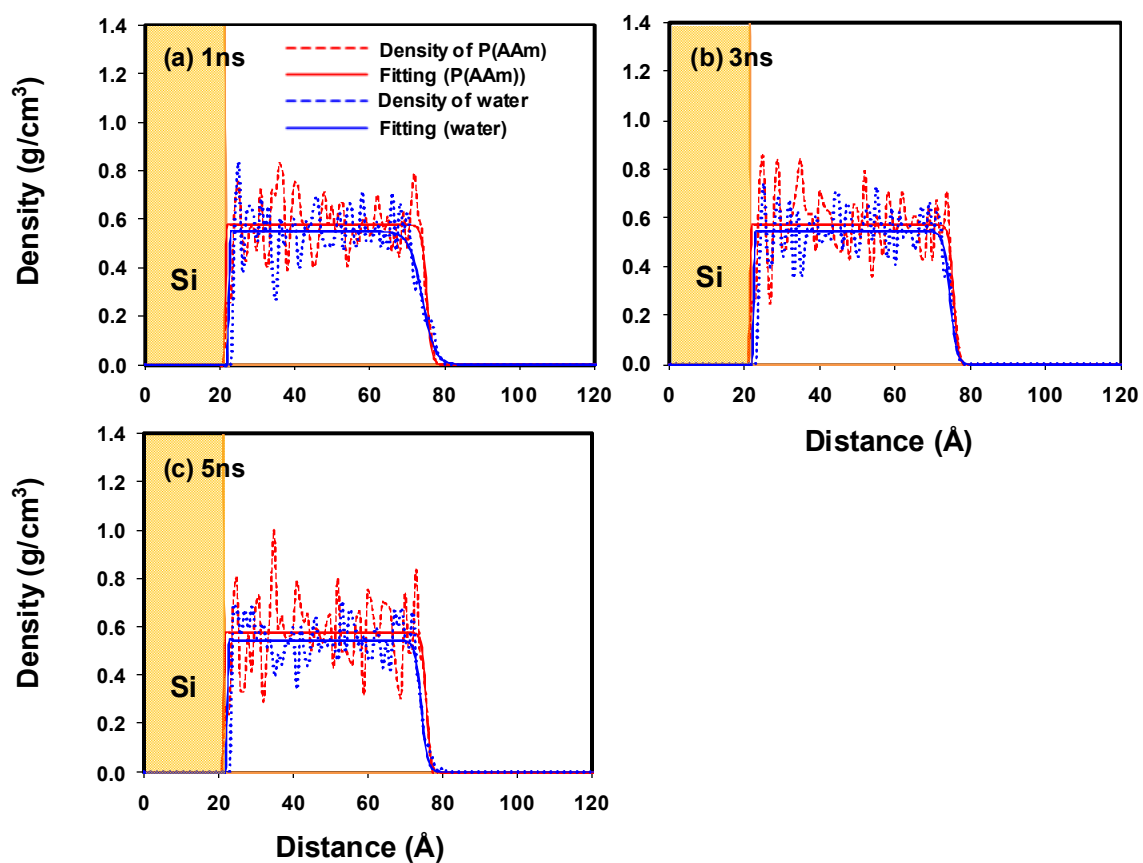 1.4
1.2
1.0
0.8
0.6
0.4
0.2
0.0
Density (g/cm3)
(a) 1ns
Density of P(AAm)
Fitting (P(AAm))
Density of water
Fitting (water)
Si
0 20 40 60 80 100 120
1.4
1.2
1.0
0.8
0.6
0.4
0.2
0.0
(b) 3ns
Si
0 20 40 60 80 100 120
Distance (Å)
1.4
1.2
1.0
0.8
0.6
0.4
0.2
0.0
Density (g/cm3)
(c) 5ns
Si
0 20 40 60 80 100 120
Distance (Å)